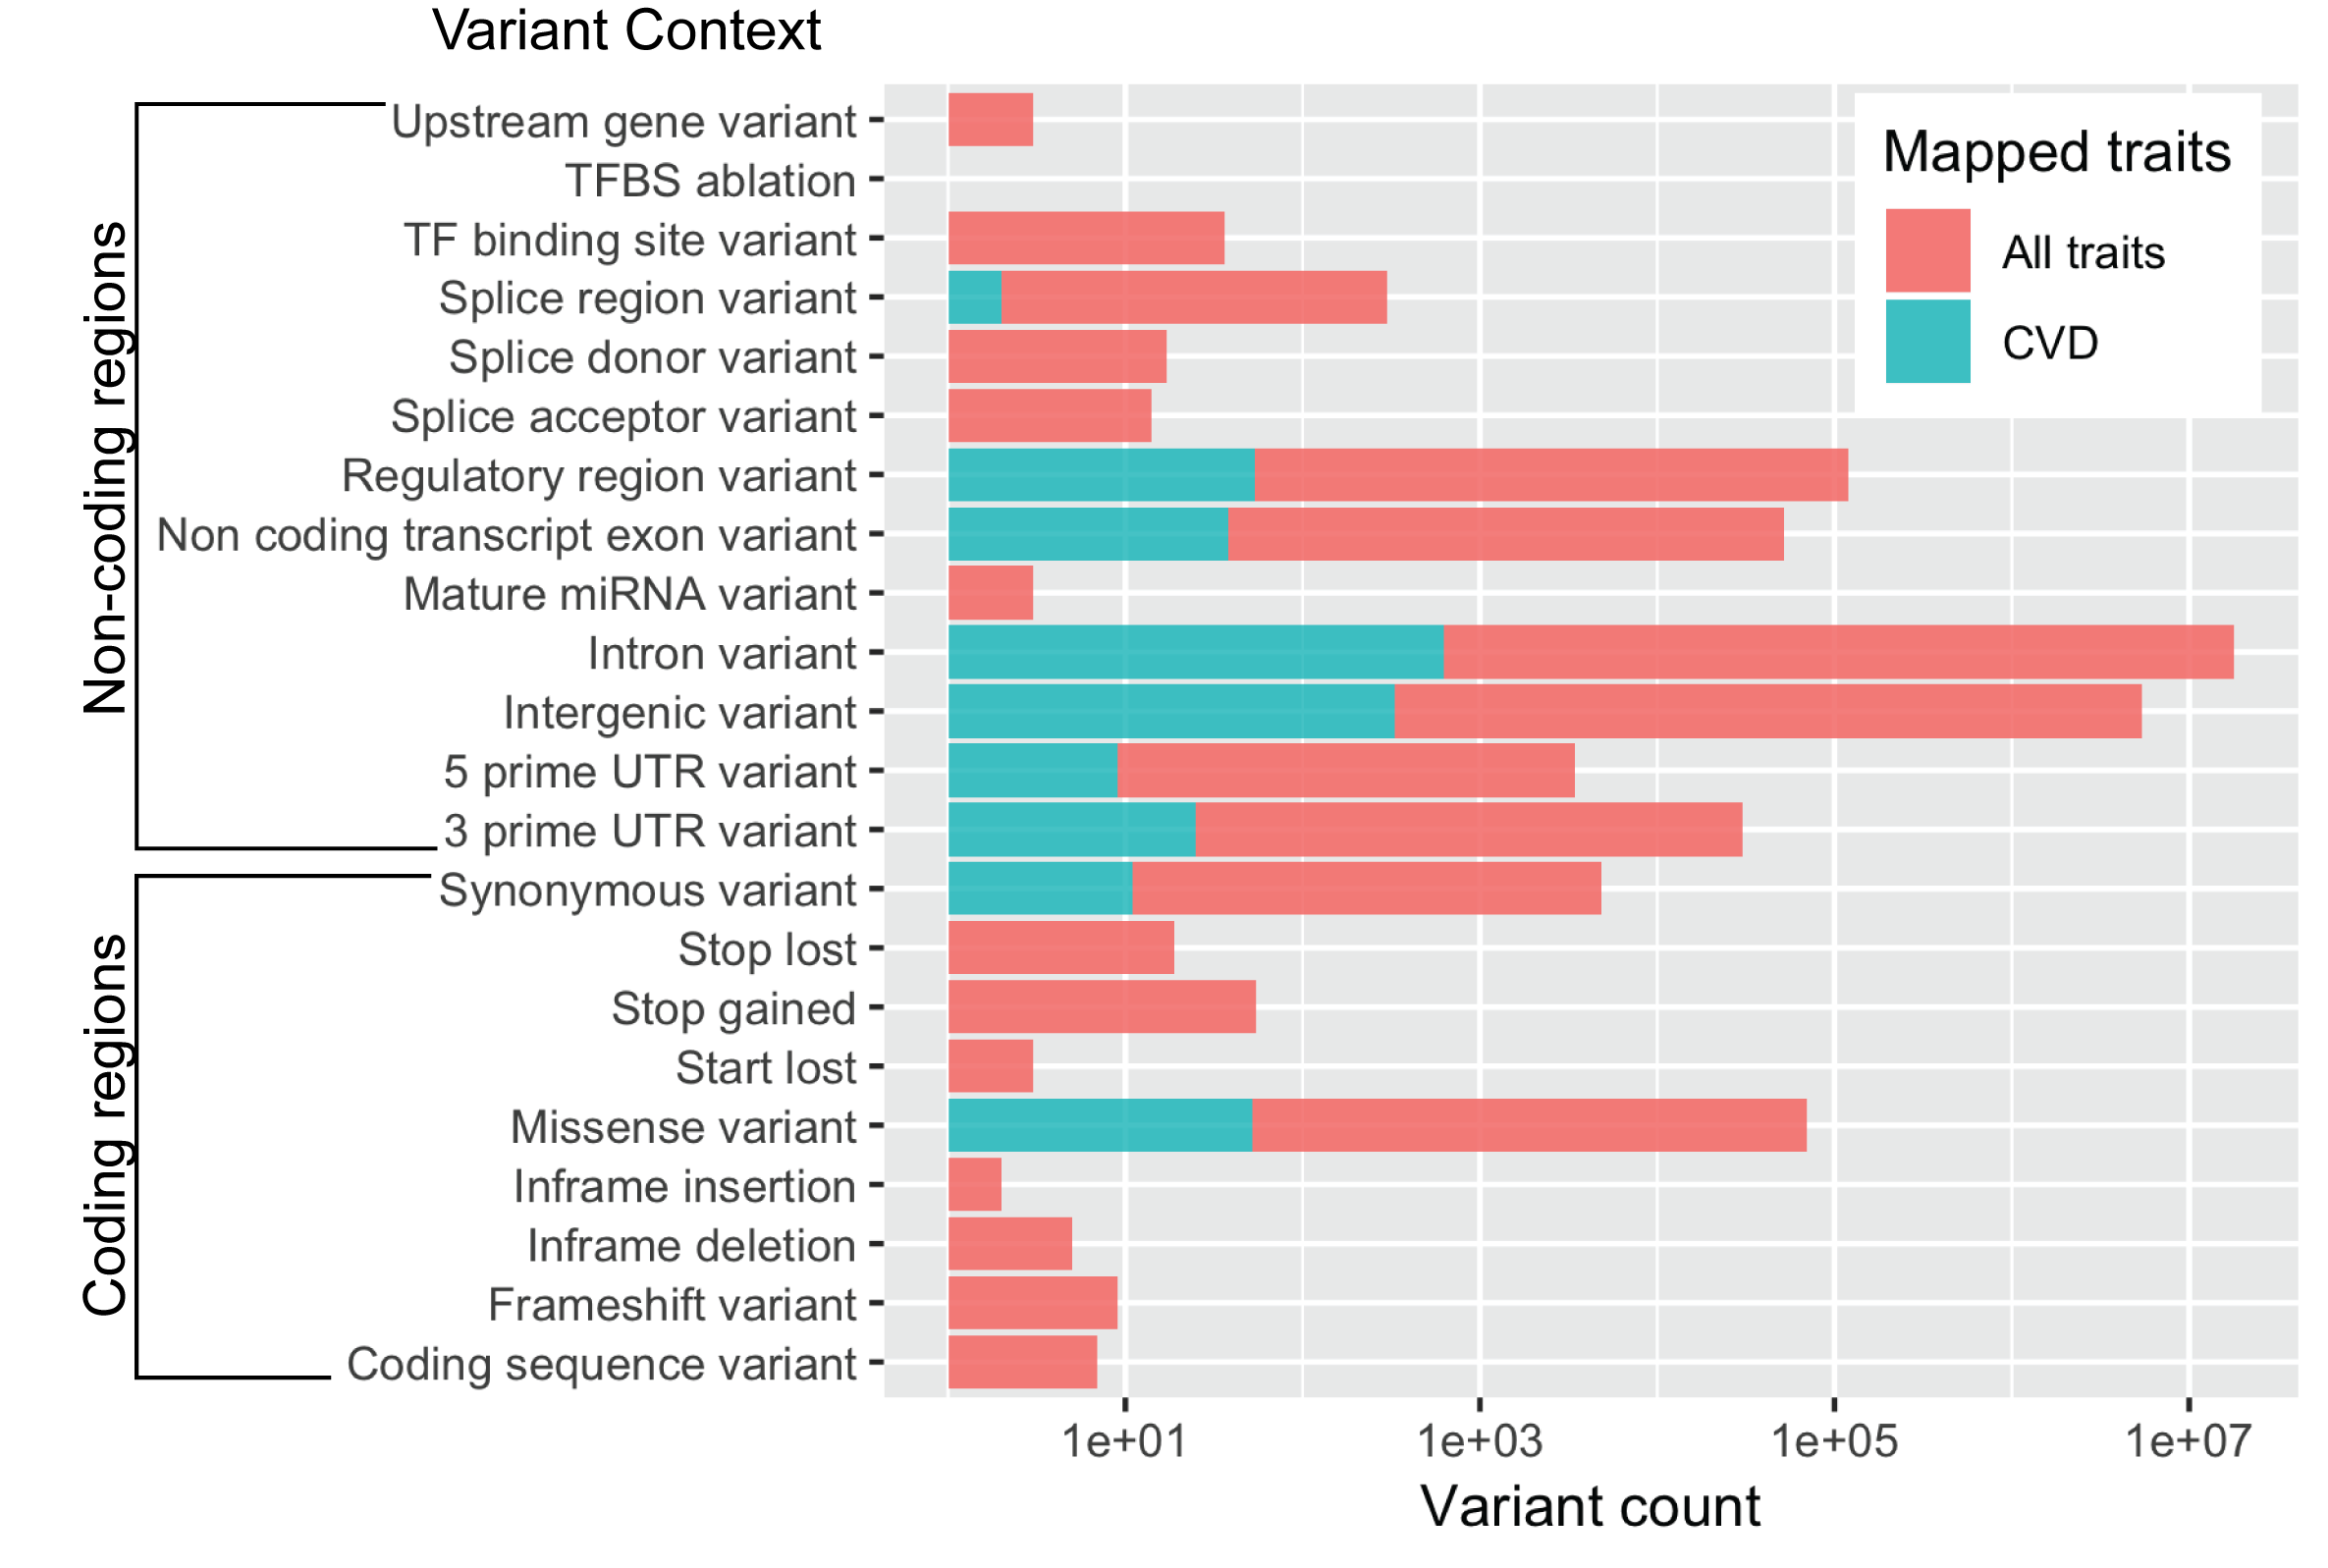 Variant Context
Non-coding regions
Upstream gene variant
TFBS ablation
TF binding site variant
Splice region variant
Splice donor variant
Splice acceptor variant
Regulatory region variant
Non coding transcript exon variant
Mature miRNA variant
Intron variant
Intergenic variant
5 prime UTR variant
3 prime UTR variant
Coding regions
Synonymous variant
Stop lost
Stop gained
Start lost
Missense variant
Inframe insertion
Inframe deletion
Frameshift variant
Coding sequence variant
Mapped traits
All traits
CVD
1e+01 1e+03 1e+05 1e+07
Variant count